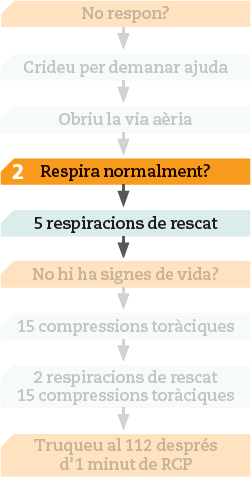 No respon?
Crideu per demanar ajuda
Obriu la via aèria
2 Respira normalment?
5 respiracions de rescat
No hi ha signes de vida?
15 compressions toràciques
2 respiracions de rescat
15 compressions toràciques
Truqueu al 112 després
d'1 minut de RCP